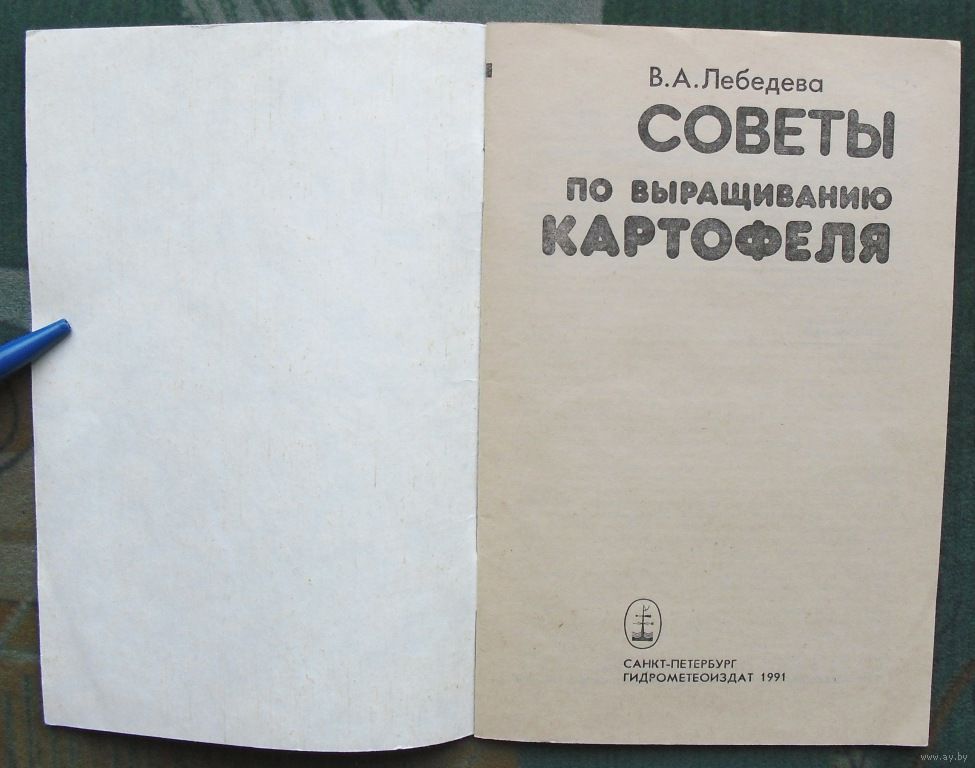 В.А.Лебедева
СОВЕТЫ
ПО ВЫРАЩИВАНИЮ
КАРТОФЕЛЯ
САНКТ-ПЕТЕРБУРГ
ГИДРОМЕТЕОИЗДАТ 1991
www.ay.by